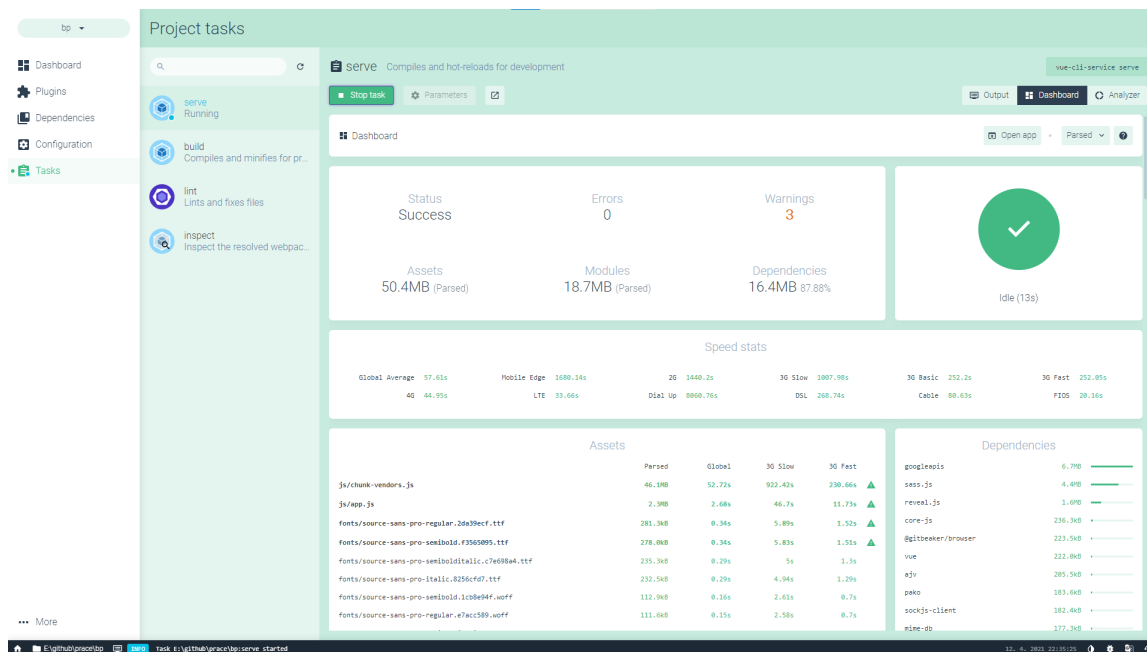 bp
Project tasks
Dashboard
Plugins
Dependencies
Configuration
Tasks
More
serve
Running
build
Compiles and minifies for pr...
lint
Lints and fixes files
inspect
Inspect the resolved webpac...
serve Compiles and hot-reloads for development
vue-cli-service serve
Stop task Parameters
Output Dashboard Analyzer
Dashboard
Open app Parsed
Status Errors Warnings
Success 0 3
Assets Modules Dependencies
50.4MB (Parsed) 18.7MB (Parsed) 16.4MB 87.88%
Idle (13s)
Speed stats
Global Average 57.61s Mobile Edge 1680.14s 2G 1440.2s 3G Slow 1007.98s 3G Basic 252.2s 3G Fast 252.05s
4G 44.95s LTE 33.66s Dial Up 8060.76s DSL 268.74s Cable 80.63s FIOS 20.16s
Assets
Parsed Global 3G Slow 3G Fast
js/chunk-vendors.js 46.1MB 52.72s 922.42s 230.66s
js/app.js 2.3MB 2.68s 46.7s 11.73s
fonts/source-sans-pro-regular.2da39ecf.ttf 281.3kB 0.34s 5.89s 1.52s
fonts/source-sans-pro-semibold.f3565095.ttf 278.0kB 0.34s 5.83s 1.51s
fonts/source-sans-pro-semibolditalic.c7e698a4.ttf 235.3kB 0.29s 5s 1.3s
fonts/source-sans-pro-italic.8256cfd7.ttf 232.5kB 0.29s 4.94s 1.29s
fonts/source-sans-pro-semibold.1cb8e94f.woff 112.9kB 0.16s 2.61s 0.7s
fonts/source-sans-pro-regular.e7acc589.woff 111.6kB 0.15s 2.58s 0.7s
Dependencies
googleapis 6.7MB
sass.js 4.4MB
reveal.js 1.6MB
core-js 236.3kB
@gitbeaker/browser 223.5kB
vue 222.0kB
ajv 205.5kB
pako 183.6kB
sockjs-client 182.4kB
mime-db 177.3kB
E:\github\prace\bp INFO Task E:\github\prace\bp:serve started
12. 4. 2021 22:35:25